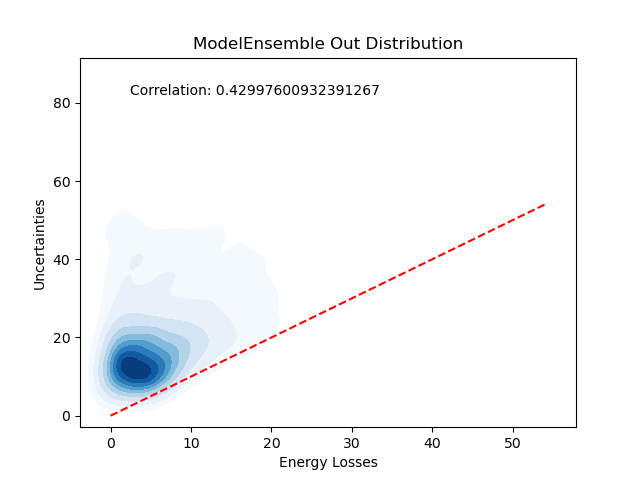 ModelEnsemble Out Distribution
Correlation: 0.42997600932391267
80
60
40
20
0
Uncertainties
0 10 20 30 40 50
Energy Losses